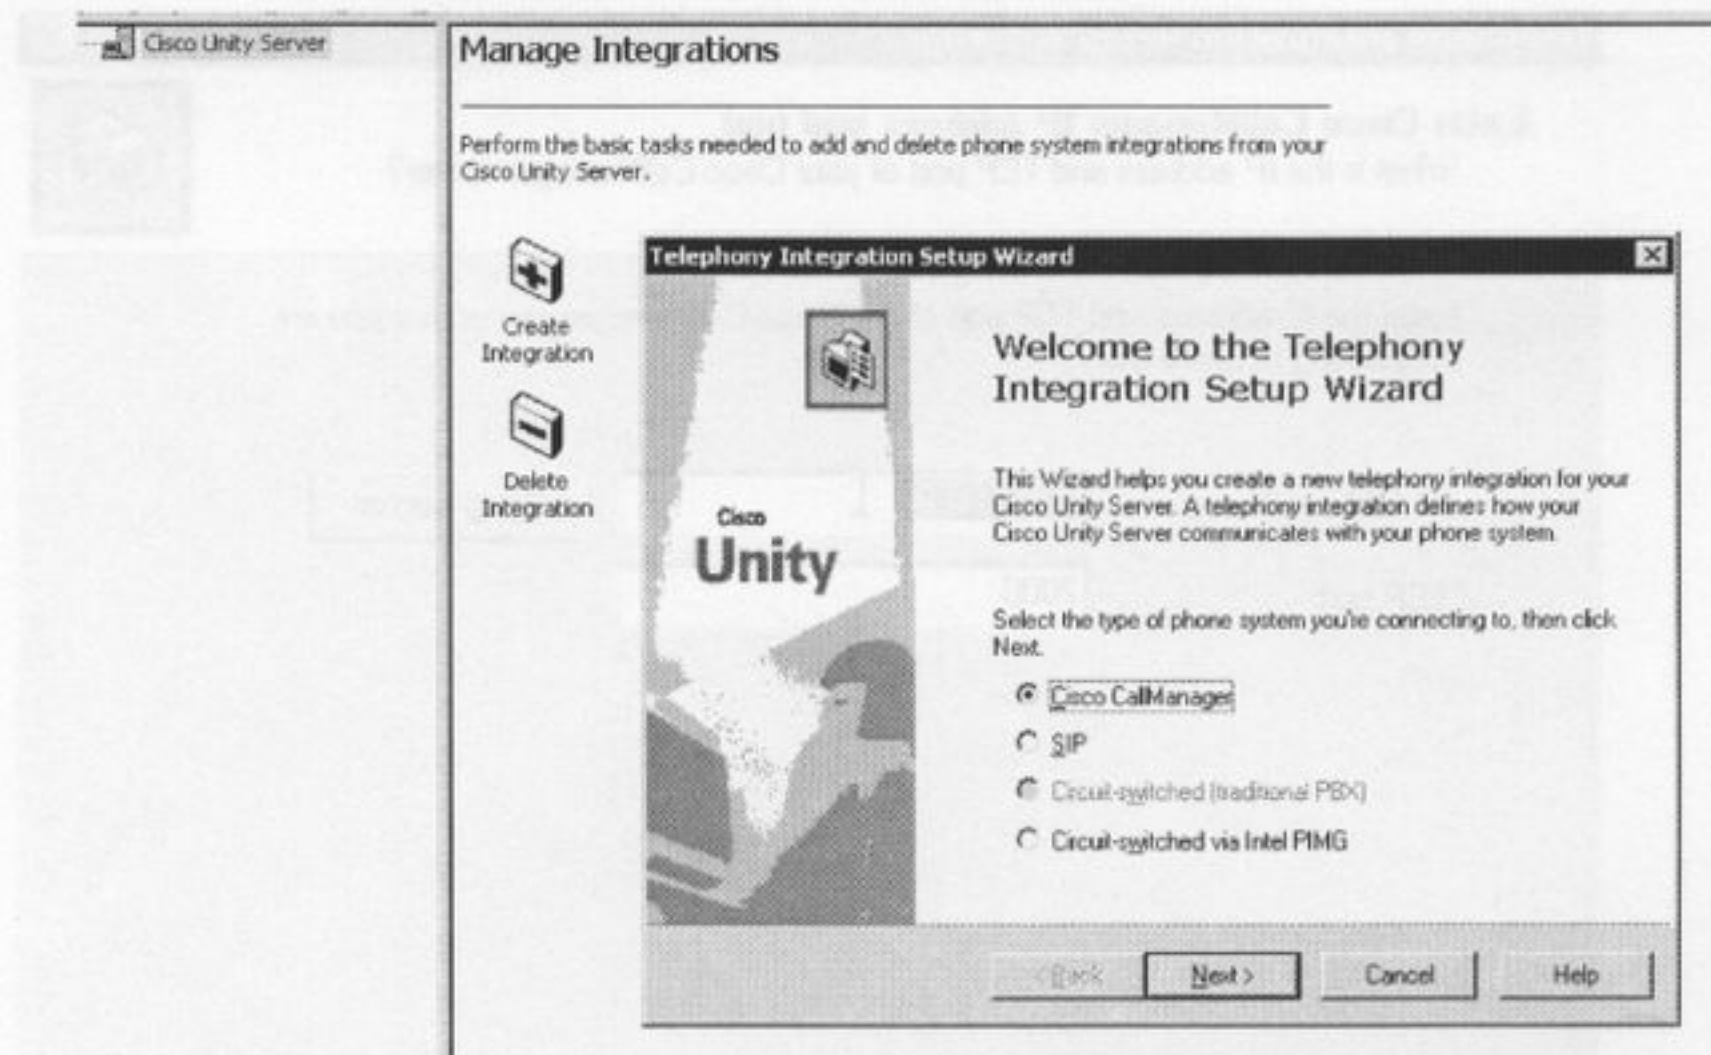 Cisco Unity Server
Manage Integrations
Perform the basic tasks needed to add and delete phone system integrations from your
Cisco Unity Server.
Create
Integration
Delete
Integration
Telephony Integration Setup Wizard
Cisco
Unity
Welcome to the Telephony
Integration Setup Wizard
This Wizard helps you create a new telephony integration for your
Cisco Unity Server. A telephony integration defines how your
Cisco Unity Server communicates with your phone system.
Select the type of phone system you're connecting to, then click
Next.
Cisco CallManager
SIP
Circuit-switched (traditional PBX)
Circuit-switched via Intel PIMG
< Back
Next >
Cancel
Help